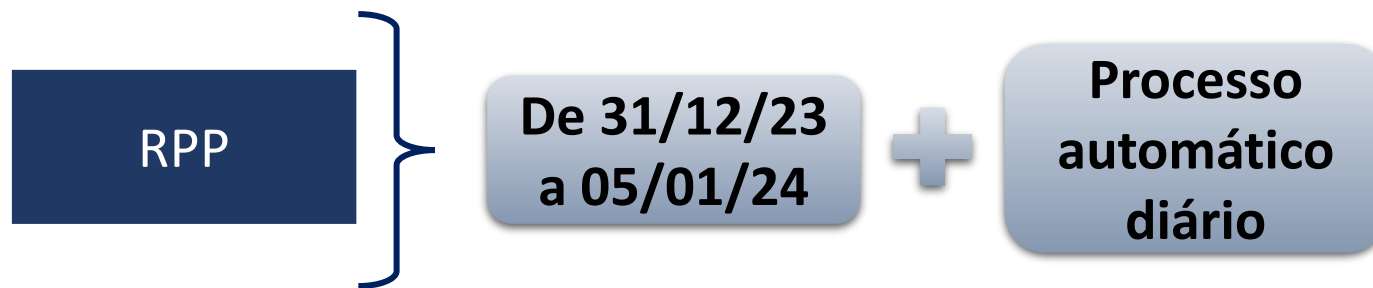 RPP
De 31/12/23
a 05/01/24
Processo
automático
diário